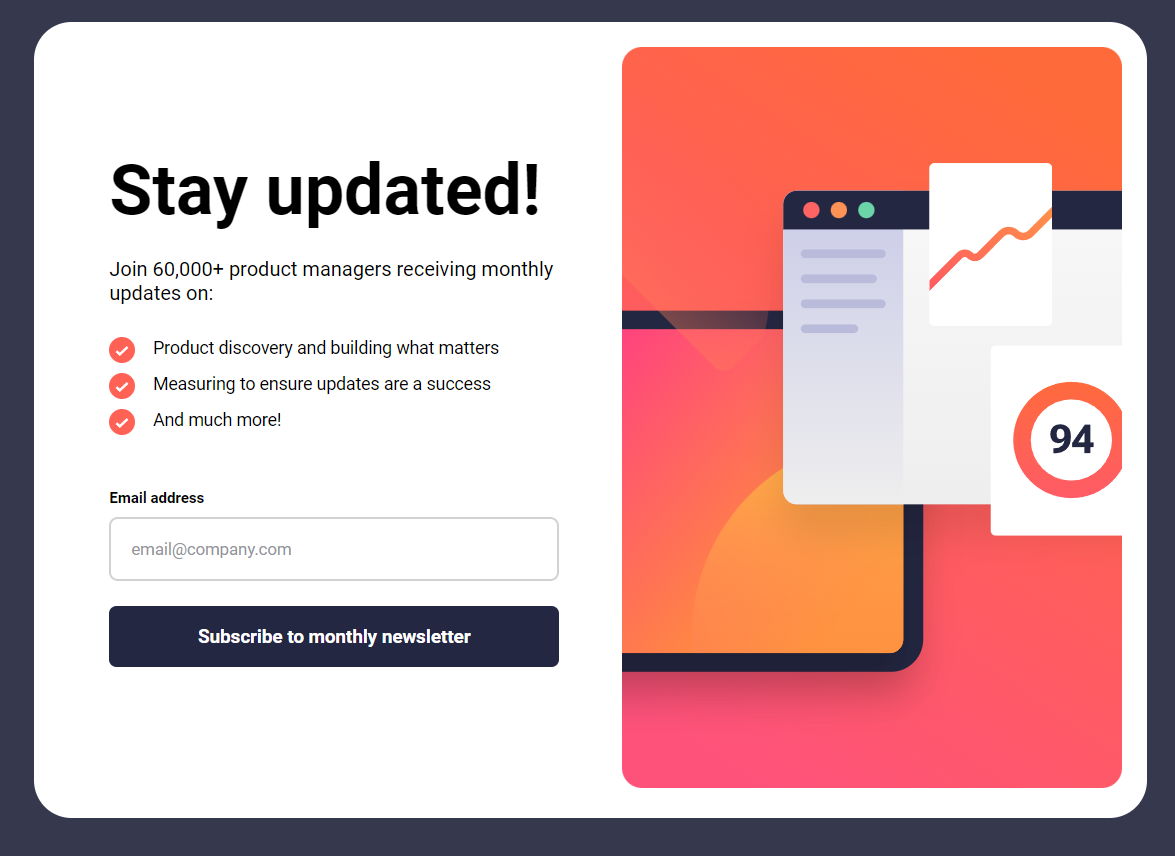 Stay updated!
Join 60,000+ product managers receiving monthly
updates on:
Product discovery and building what matters
Measuring to ensure updates are a success
And much more!
Email address
email@company.com
Subscribe to monthly newsletter
94